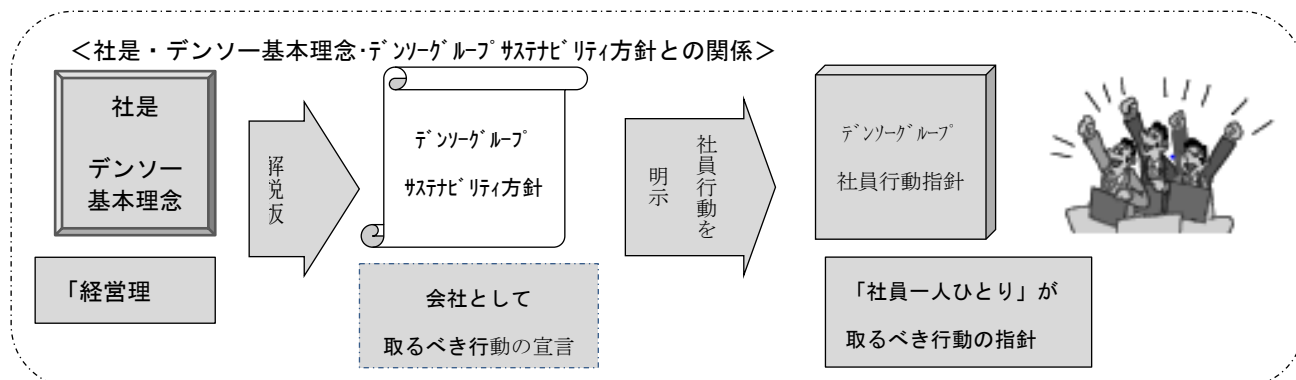 ＜社是・デンソー基本理念･ﾃﾞﾝｿｰｸﾞﾙｰﾌﾟｻｽﾃﾅﾋﾞﾘﾃｨ方針との関係＞
社是
デンソー
基本理念
「経営理
解説版
ﾃﾞﾝｿｰｸﾞﾙｰﾌﾟ
ｻｽﾃﾅﾋﾞﾘﾃｨ方針
会社として
取るべき行動の宣言
社員行動を
明示
ﾃﾞﾝｿｰｸﾞﾙｰﾌﾟ
社員行動指針
「社員一人ひとり」が
取るべき行動の指針